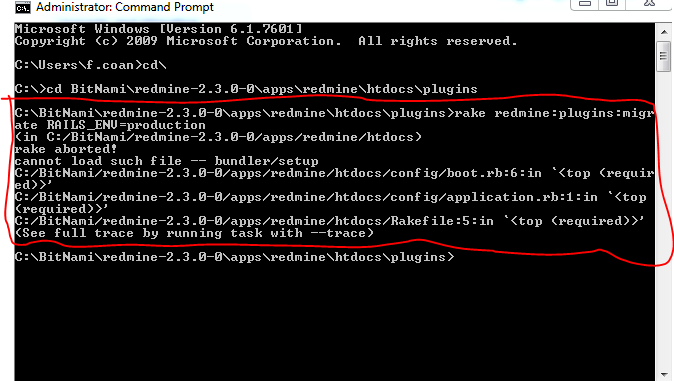 Administrator: Command Prompt
Microsoft Windows [Version 6.1.7601]
Copyright (c) 2009 Microsoft Corporation.  All rights reserved.
C:\Users\f.coan>cd\
C:\>cd BitNami\redmine-2.3.0-0\apps\redmine\htdocs\plugins
C:\BitNami\redmine-2.3.0-0\apps\redmine\htdocs\plugins>rake redmine:plugins:migr
ate RAILS_ENV=production
(in C:/BitNami/redmine-2.3.0-0/apps/redmine/htdocs)
rake aborted!
cannot load such file -- bundler/setup
C:/BitNami/redmine-2.3.0-0/apps/redmine/htdocs/config/boot.rb:6:in `<top (requir
ed)>'
C:/BitNami/redmine-2.3.0-0/apps/redmine/htdocs/config/application.rb:1:in `<top
(required)>'
C:/BitNami/redmine-2.3.0-0/apps/redmine/htdocs/Rakefile:5:in `<top (required)>'
(See full trace by running task with --trace)
C:\BitNami\redmine-2.3.0-0\apps\redmine\htdocs\plugins>